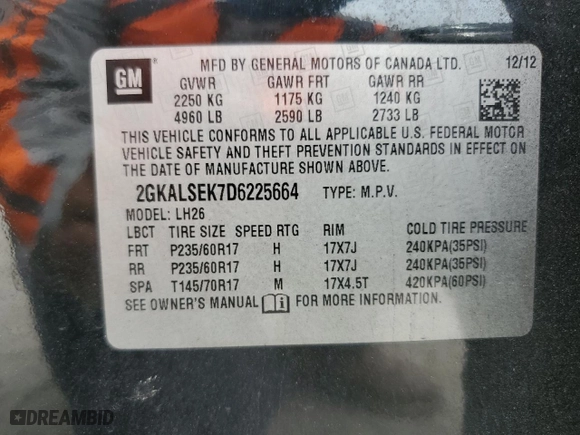 GM
MFD BY GENERAL MOTORS OF CANADA LTD. 12/12
GVWR GAWR FRT GAWR RR
2250 KG 1175 KG 1240 KG
4960 LB 2590 LB 2733 LB
THIS VEHICLE CONFORMS TO ALL APPLICABLE U.S. FEDERAL MOTOR
VEHICLE SAFETY AND THEFT PREVENTION STANDARDS IN EFFECT ON
THE DATE OF MANUFACTURE SHOWN ABOVE.
2GKALSEK7D6225664 TYPE: M.P.V.
MODEL: LH26
LBCT TIRE SIZE SPEED RTG RIM COLD TIRE PRESSURE
FRT P235/60R17 H 17X7J 240KPA(35PSI)
RR P235/60R17 H 17X7J 240KPA(35PSI)
SPA T145/70R17 M 17X4.5T 420KPA(60PSI)
SEE OWNER'S MANUAL FOR MORE INFORMATION.
DREAMBID